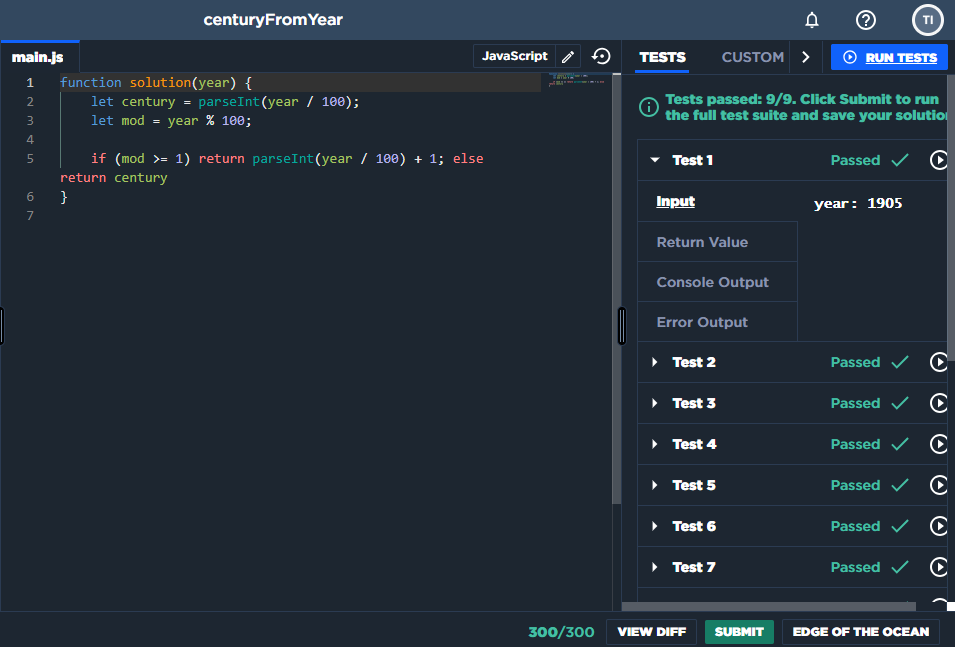 centuryFromYear
TI
main.js
JavaScript
TESTS
CUSTOM
RUN TESTS
1 function solution(year) {
2     let century = parseInt(year / 100);
3     let mod = year % 100;
4
5     if (mod >= 1) return parseInt(year / 100) + 1; else
return century
6 }
7
Tests passed: 9/9. Click Submit to run
the full test suite and save your solution
Test 1 Passed
Input
year: 1905
Return Value
Console Output
Error Output
Test 2 Passed
Test 3 Passed
Test 4 Passed
Test 5 Passed
Test 6 Passed
Test 7 Passed
300/300
VIEW DIFF
SUBMIT
EDGE OF THE OCEAN